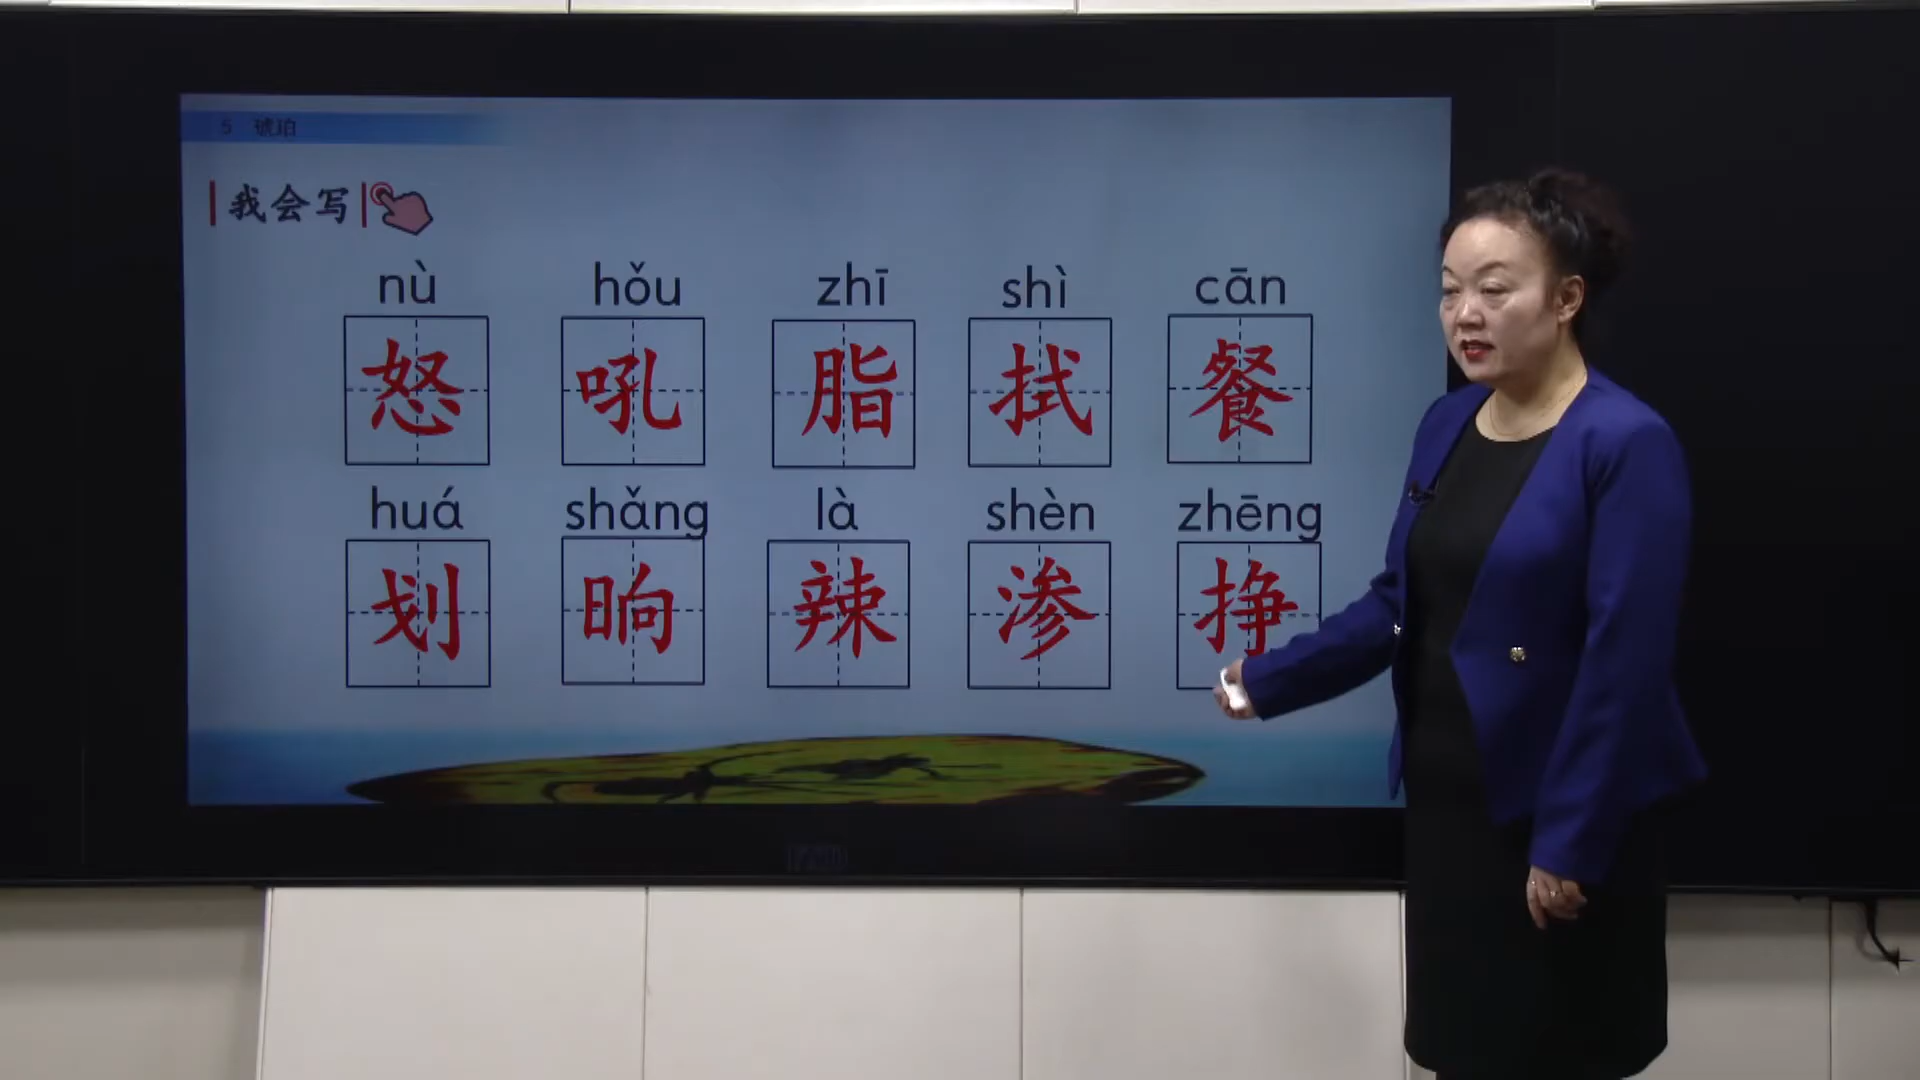 5 琥珀
我会写
nù hǒu zhī shì cān
怒 吼 脂 拭 餐
huá shǎng là shèn zhēng
划 晌 辣 渗 挣